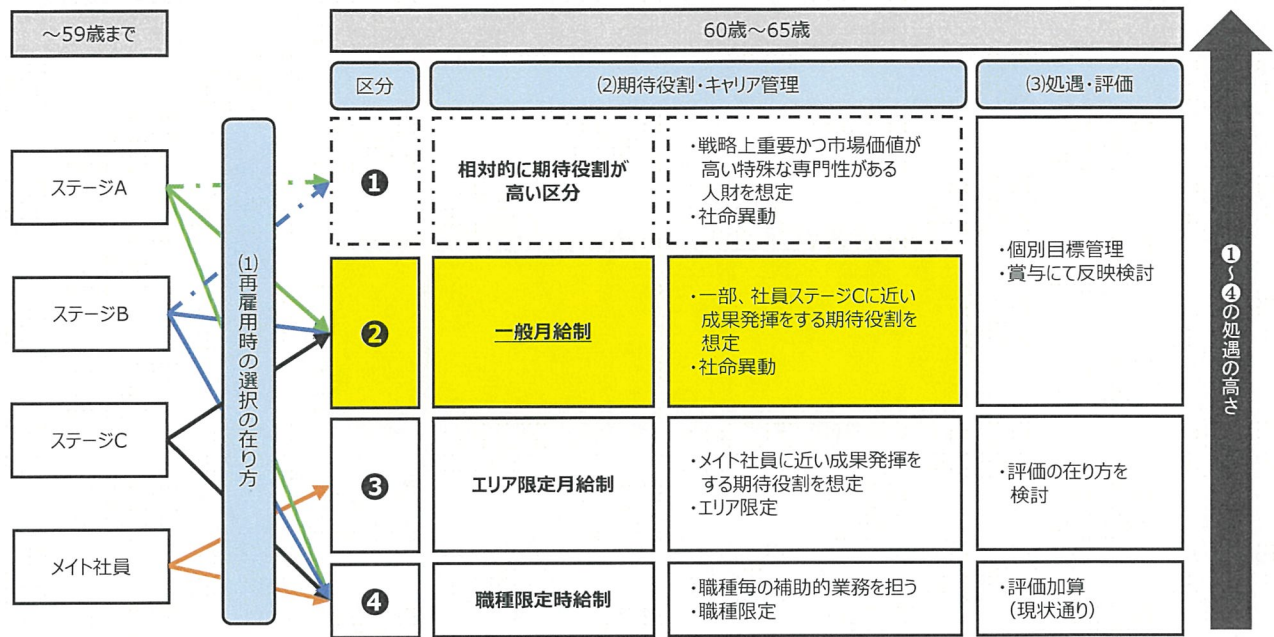 ～59歳まで
60歳～65歳
区分
(2)期待役割・キャリア管理
(3)処遇・評価
ステージA
ステージB
ステージC
メイト社員
(1)再雇用時の選択の在り方
❶
相対的に期待役割が
高い区分
・戦略上重要かつ市場価値が
高い特殊な専門性がある
人財を想定
・社命異動
・個別目標管理
・賞与にて反映検討
❷
一般月給制
・一部、社員ステージCに近い
成果発揮をする期待役割を
想定
・社命異動
❸
エリア限定月給制
・メイト社員に近い成果発揮を
する期待役割を想定
・エリア限定
・評価の在り方を
検討
❹
職種限定時給制
・職種毎の補助的業務を担う
・職種限定
・評価加算
（現状通り）
❶～❹の処遇の高さ